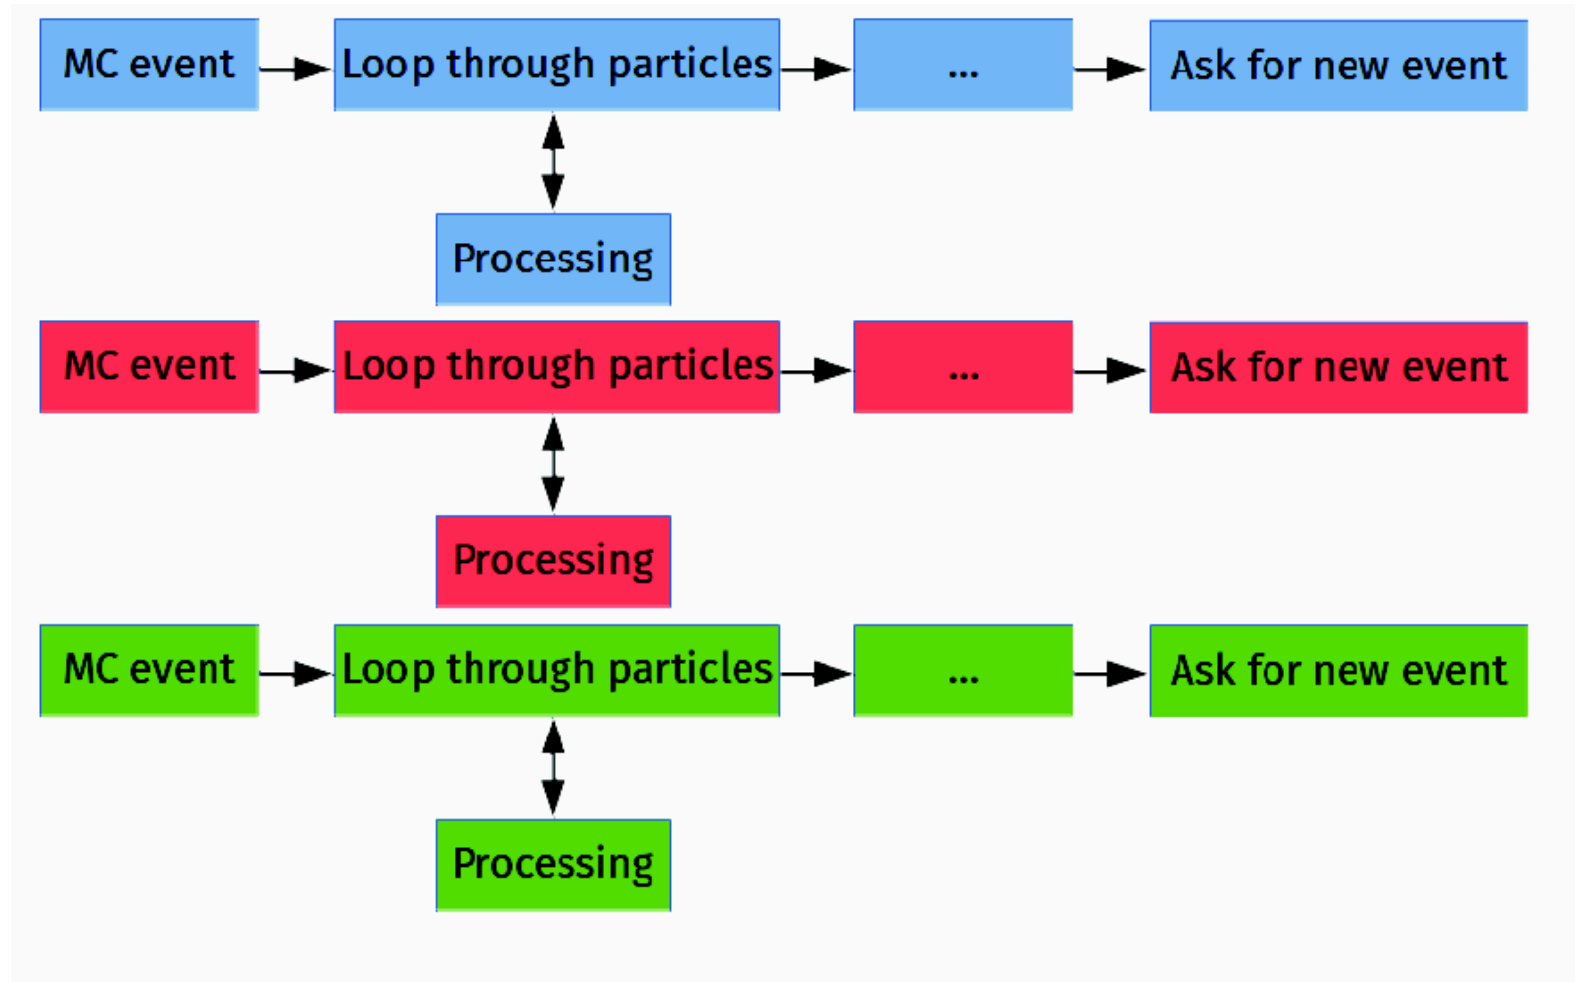 MC event
Loop through particles
...
Ask for new event
Processing
MC event
Loop through particles
...
Ask for new event
Processing
MC event
Loop through particles
...
Ask for new event
Processing